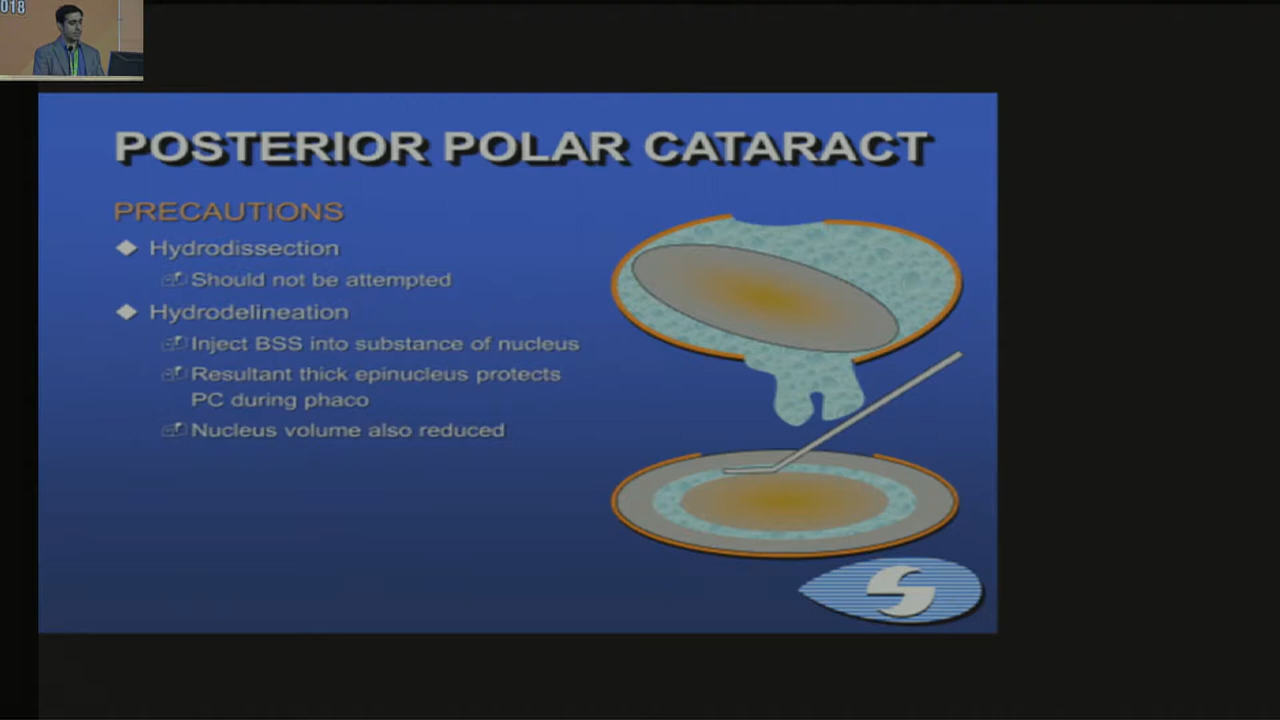 018
POSTERIOR POLAR CATARACT
PRECAUTIONS
Hydrodissection
Should not be attempted
Hydrodelineation
Inject BSS into substance of nucleus
Resultant thick epinucleus protects
PC during phaco
Nucleus volume also reduced